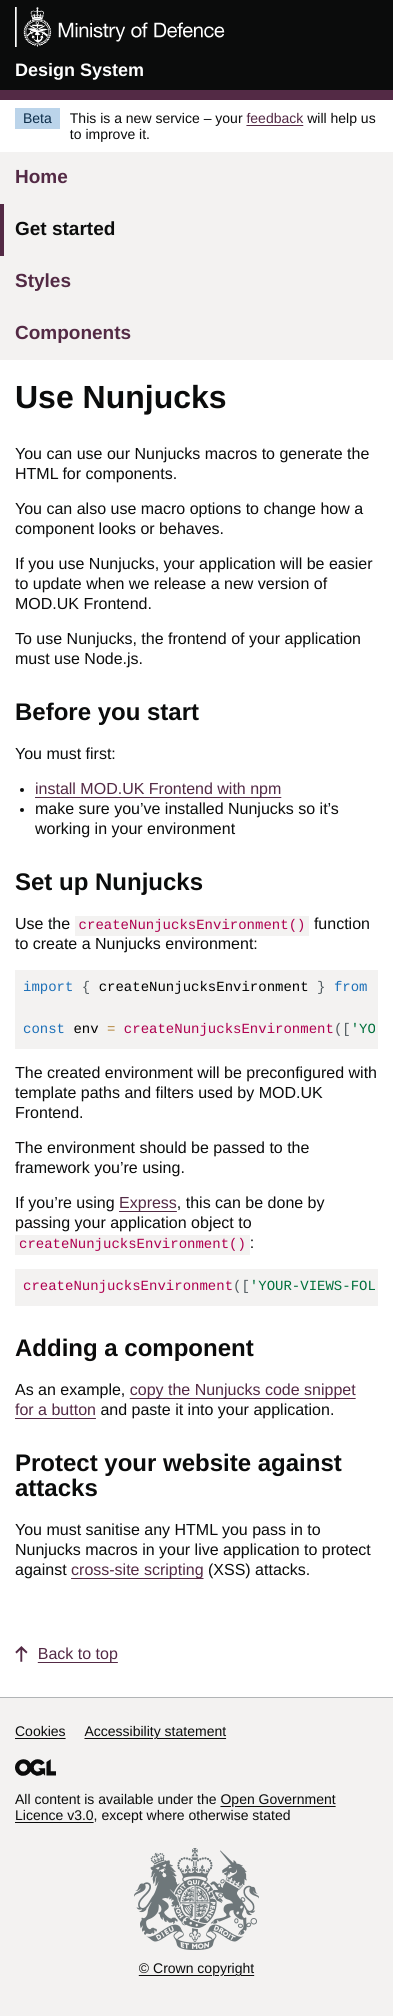 Ministry of Defence
Design System
Beta
This is a new service – your feedback will help us
to improve it.
Home
Get started
Styles
Components
Use Nunjucks
You can use our Nunjucks macros to generate the
HTML for components.
You can also use macro options to change how a
component looks or behaves.
If you use Nunjucks, your application will be easier
to update when we release a new version of
MOD.UK Frontend.
To use Nunjucks, the frontend of your application
must use Node.js.
Before you start
You must first:
• install MOD.UK Frontend with npm
• make sure you’ve installed Nunjucks so it’s
working in your environment
Set up Nunjucks
Use the createNunjucksEnvironment() function
to create a Nunjucks environment:
import { createNunjucksEnvironment } from
const env = createNunjucksEnvironment(['YO
The created environment will be preconfigured with
template paths and filters used by MOD.UK
Frontend.
The environment should be passed to the
framework you’re using.
If you’re using Express, this can be done by
passing your application object to
createNunjucksEnvironment() :
createNunjucksEnvironment(['YOUR-VIEWS-FOL
Adding a component
As an example, copy the Nunjucks code snippet
for a button and paste it into your application.
Protect your website against
attacks
You must sanitise any HTML you pass in to
Nunjucks macros in your live application to protect
against cross-site scripting (XSS) attacks.
↑ Back to top
Cookies Accessibility statement
OGL
All content is available under the Open Government
Licence v3.0, except where otherwise stated
DIEU ET MON DROIT
© Crown copyright